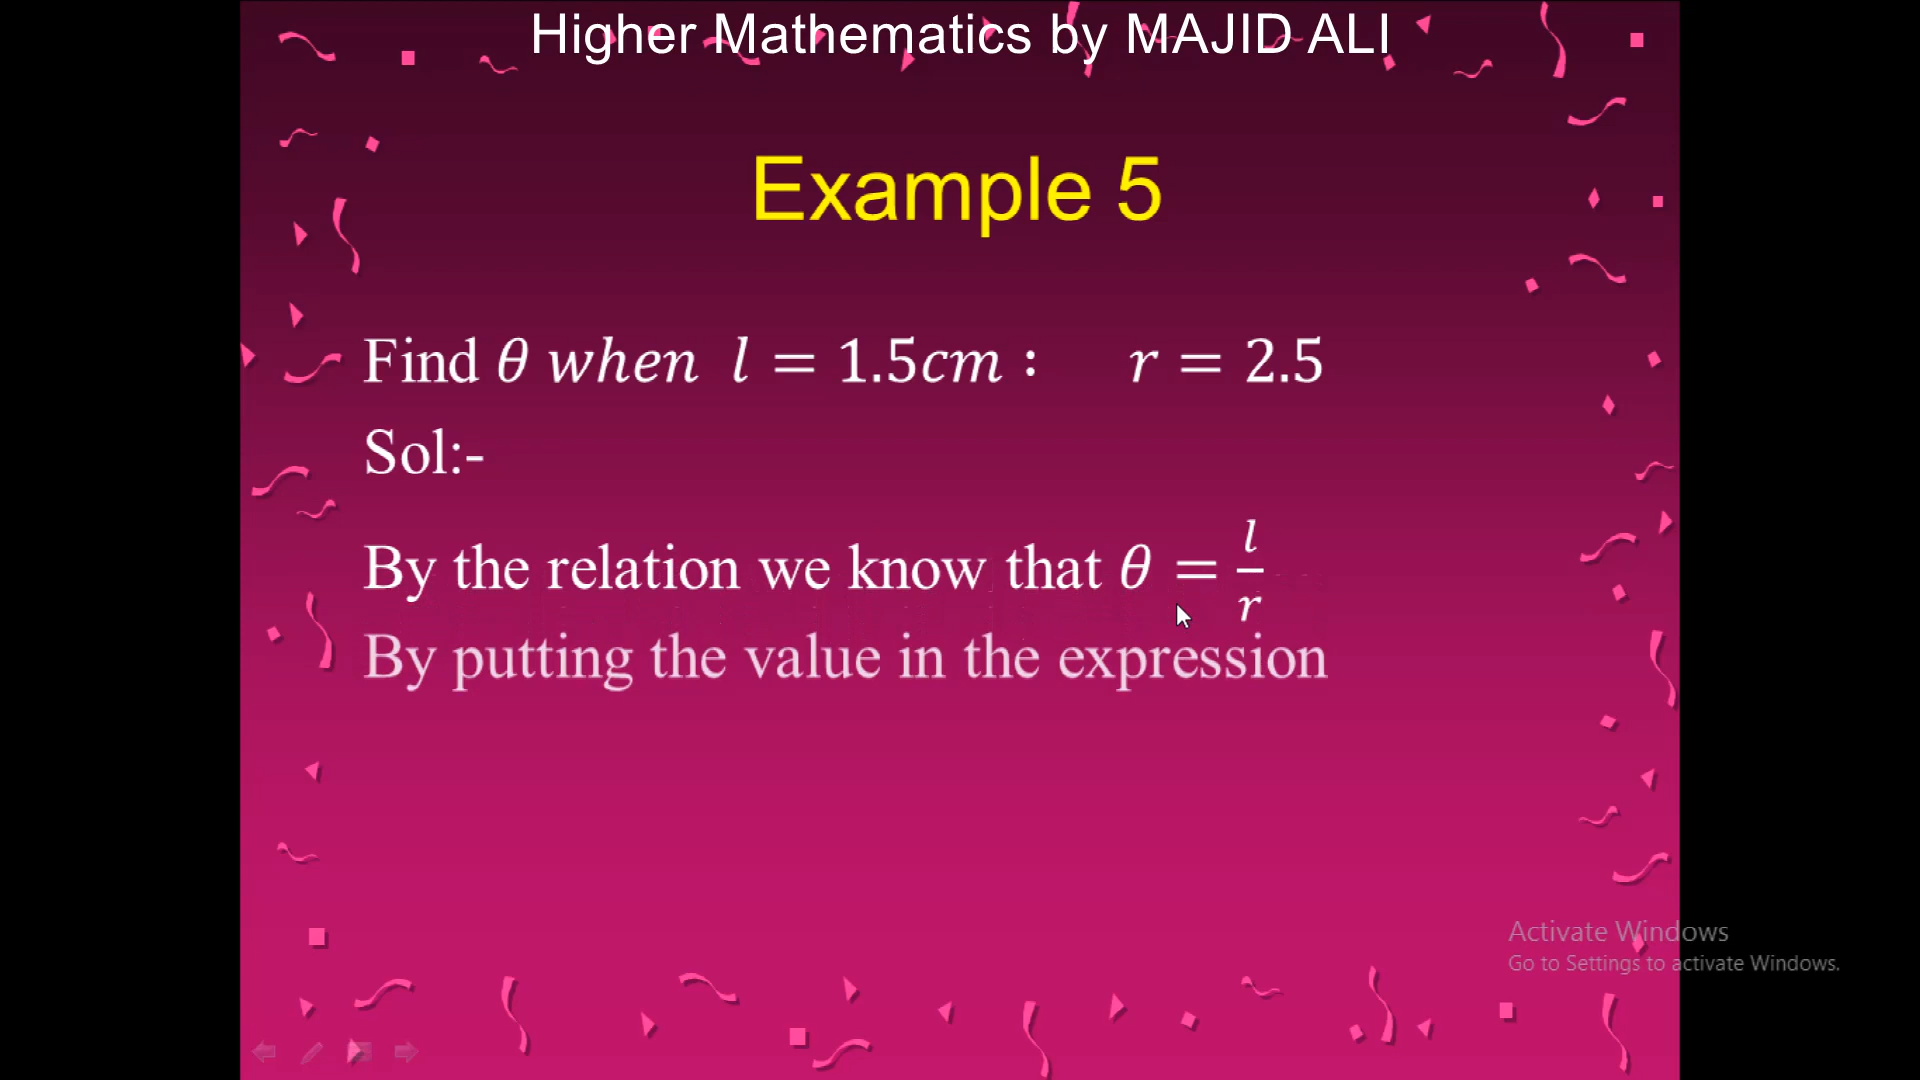 Higher Mathematics by MAJID ALI
Example 5
Find θ when l = 1.5cm : r = 2.5
Sol:-
By the relation we know that θ = l/r
By putting the value in the expression
Activate Windows
Go to Settings to activate Windows.